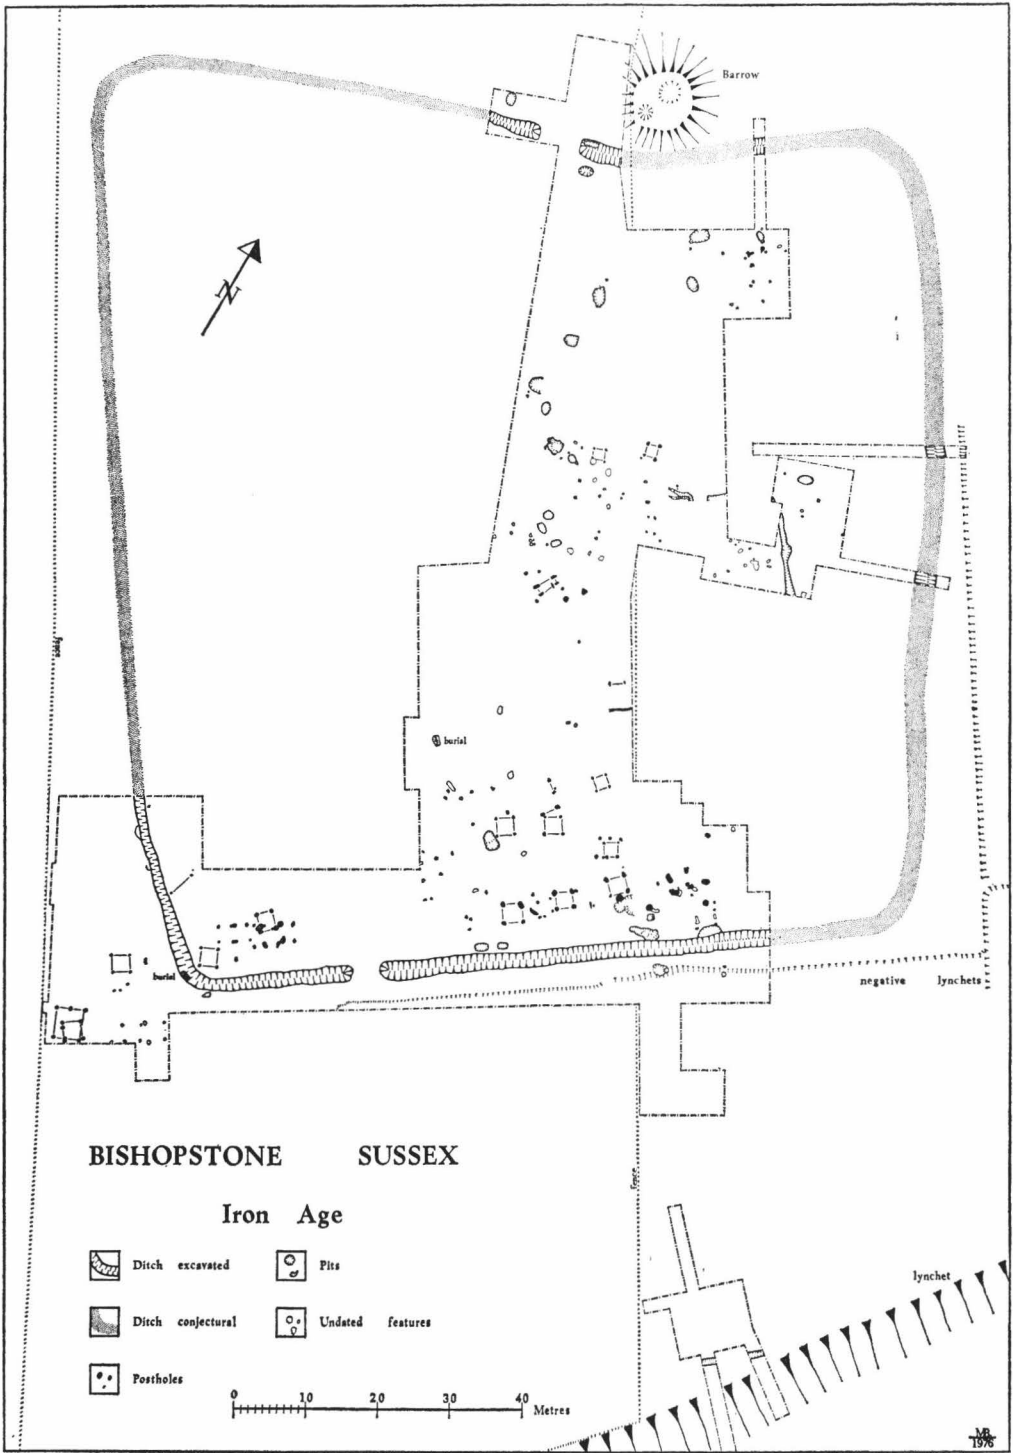 Barrow
N
fence
burial
burial
negative lynchets
BISHOPSTONE SUSSEX
Iron Age
fence
Ditch excavated
Pits
lynchet
Ditch conjectural
Undated features
Postholes
0 10 20 30 40
Metres
MB
1976